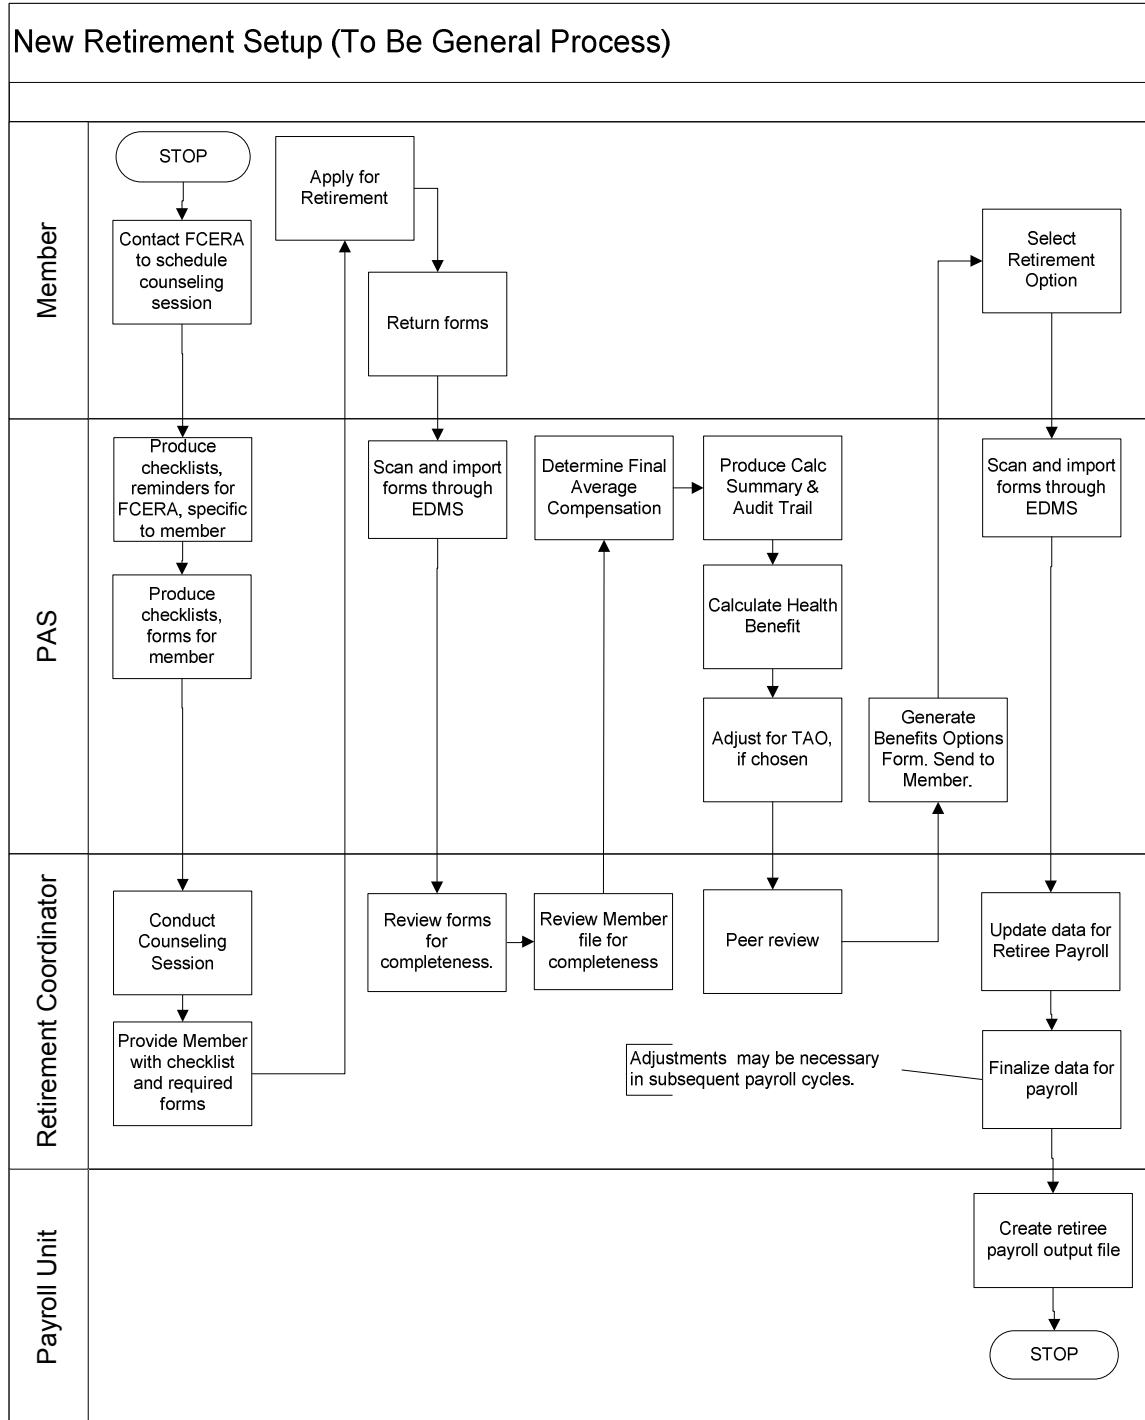 New Retirement Setup (To Be General Process)
Member
STOP
Contact FCERA
to schedule
counseling
session
Apply for
Retirement
Return forms
Select
Retirement
Option
PAS
Produce
checklists,
reminders for
FCERA, specific
to member
Produce
checklists,
forms for
member
Scan and import
forms through
EDMS
Determine Final
Average
Compensation
Produce Calc
Summary &
Audit Trail
Calculate Health
Benefit
Adjust for TAO,
if chosen
Generate
Benefits Options
Form. Send to
Member.
Scan and import
forms through
EDMS
Retirement Coordinator
Conduct
Counseling
Session
Provide Member
with checklist
and required
forms
Review forms
for
completeness.
Review Member
file for
completeness
Peer review
Adjustments may be necessary
in subsequent payroll cycles.
Update data for
Retiree Payroll
Finalize data for
payroll
Payroll Unit
Create retiree
payroll output file
STOP